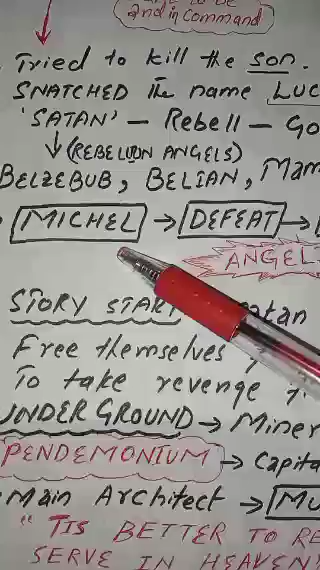 and in command
Tried to kill the son.
SNATCHED the name LUC
'SATAN' - Rebell - Go
↓ (REBELLION ANGELS)
BELZEBUB, BELIAN, Mam
MICHEL → DEFEAT →
ANGEL
STORY START Satan
Free themselves
To take revenge
UNDER GROUND → Miner
PENDEMONIUM → Capita
Main Architect → Mu
" TIS BETTER TO RE
SERVE IN HEAVEN